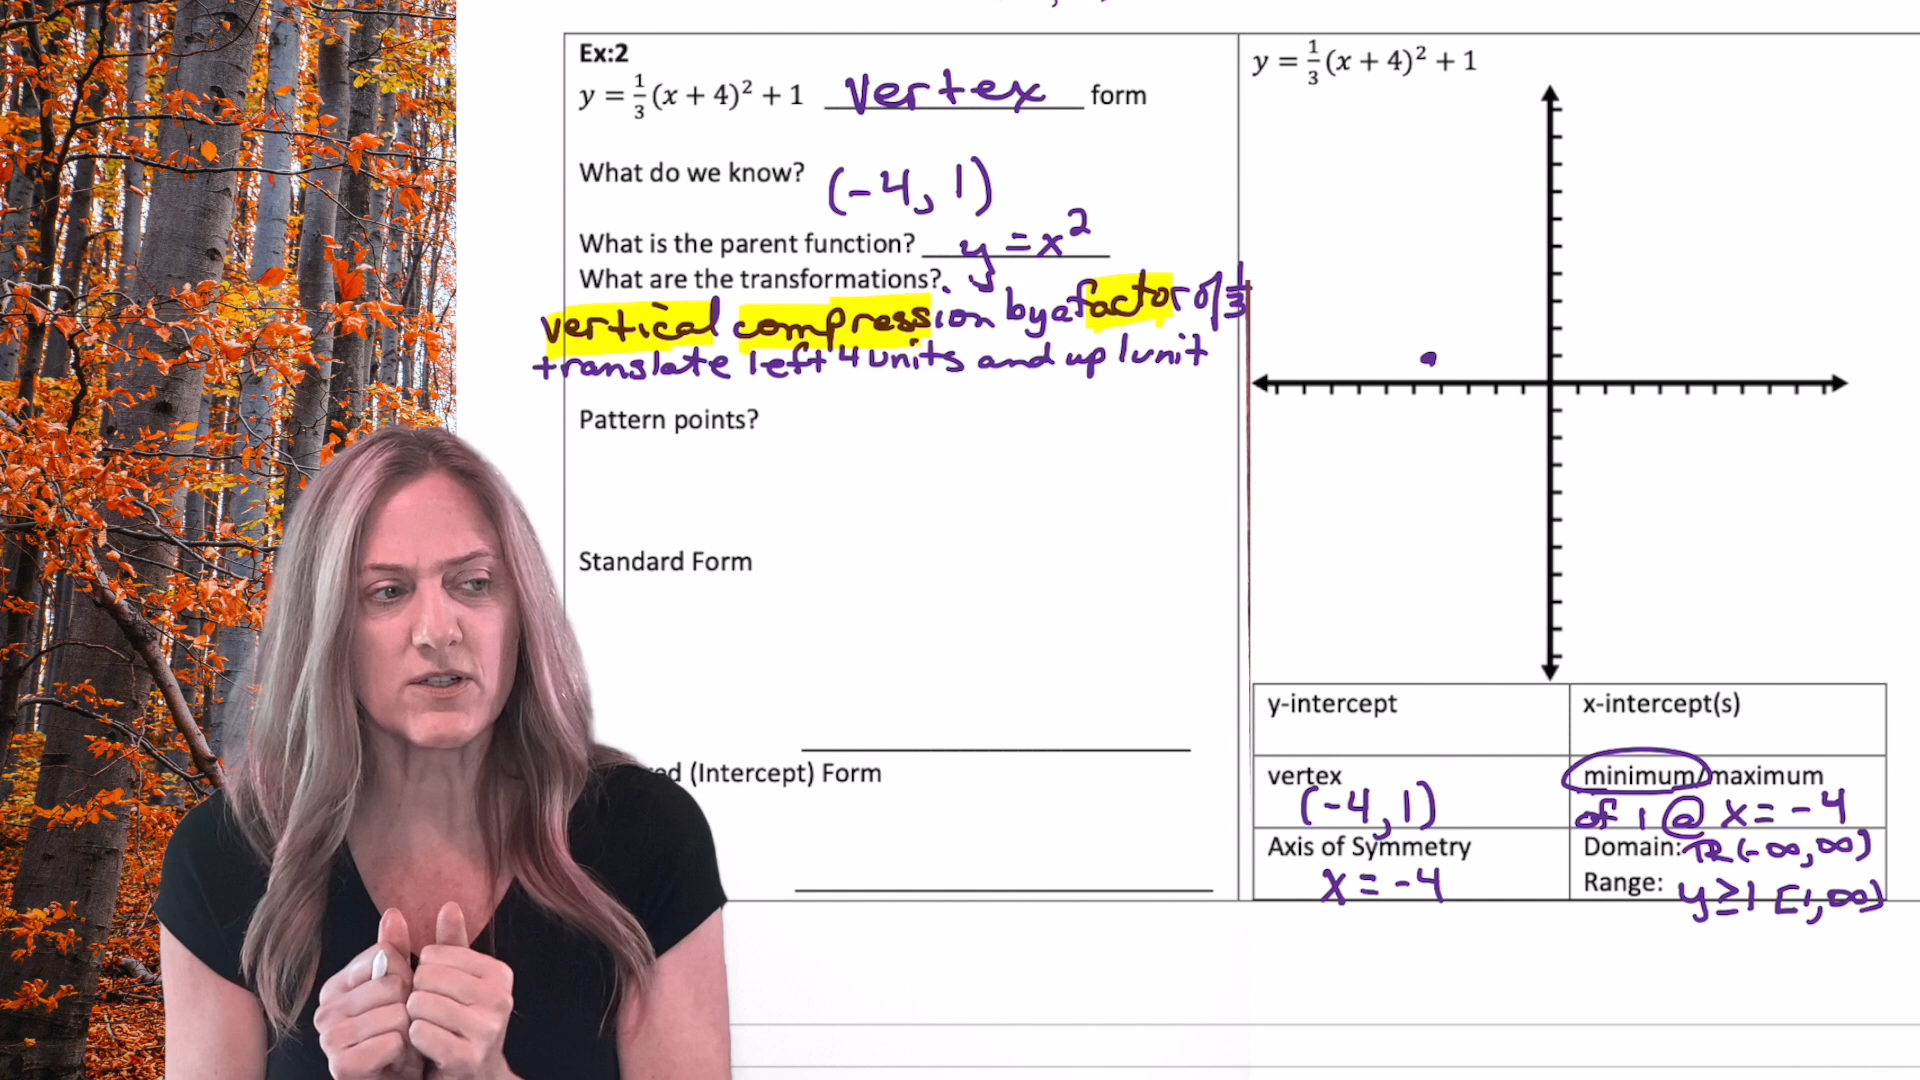 Ex:2
y = 1/3 (x + 4)² + 1 vertex form
What do we know? (-4, 1)
What is the parent function? y = x²
What are the transformations?
vertical compression by a factor of 1/3
translate left 4 units and up 1 unit
Pattern points?
Standard Form
ed (Intercept) Form
y = 1/3 (x + 4)² + 1
y-intercept
x-intercept(s)
vertex
(-4, 1)
minimum/maximum
of 1 @ x = -4
Axis of Symmetry
x = -4
Domain: ℝ (-∞, ∞)
Range: y ≥ 1 [1, ∞)